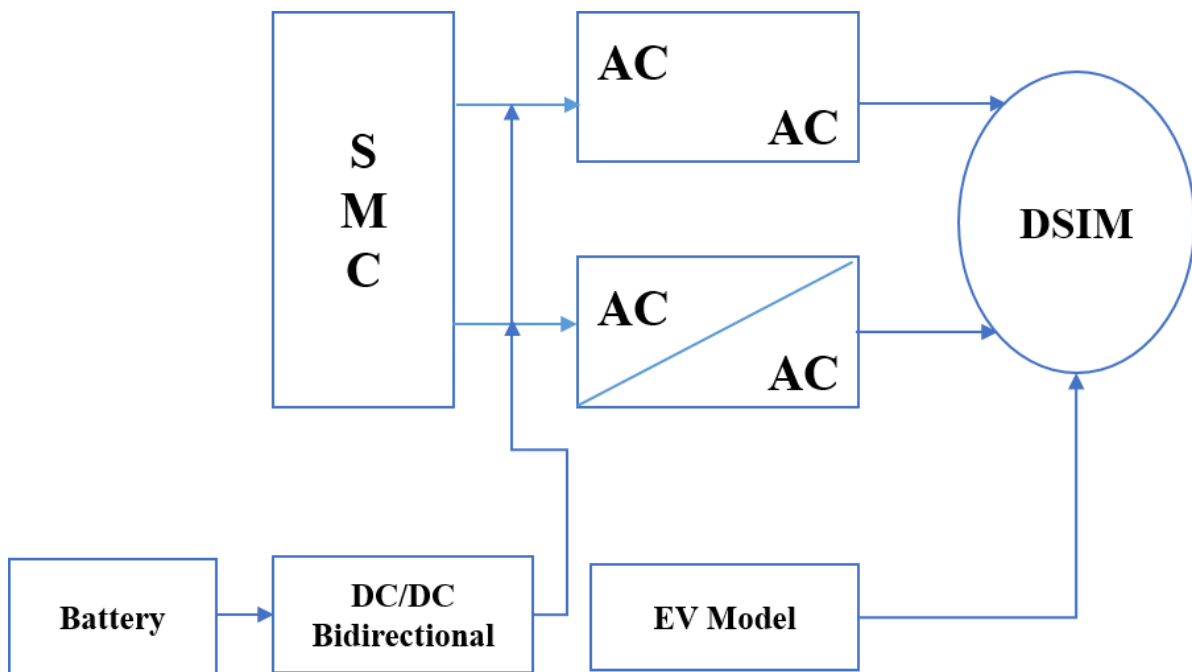 S
M
C
AC
AC
AC
AC
DSIM
Battery
DC/DC
Bidirectional
EV Model